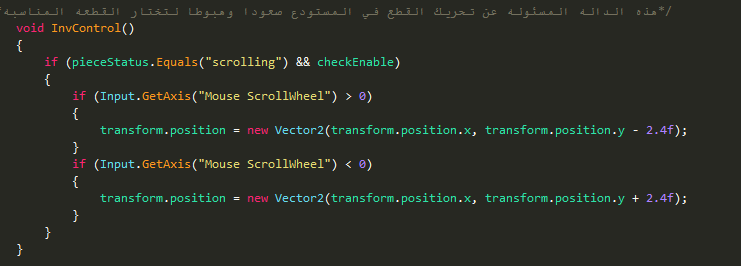 هذه الدالة المسئولة عن تحريك القطع في المستودع صعودا وهبوطا لتختار القطعة المناسبة*/
void InvControl()
{
if (pieceStatus.Equals("scrolling") && checkEnable)
{
if (Input.GetAxis("Mouse ScrollWheel") > 0)
{
transform.position = new Vector2(transform.position.x, transform.position.y - 2.4f);
}
if (Input.GetAxis("Mouse ScrollWheel") < 0)
{
transform.position = new Vector2(transform.position.x, transform.position.y + 2.4f);
}
}
}